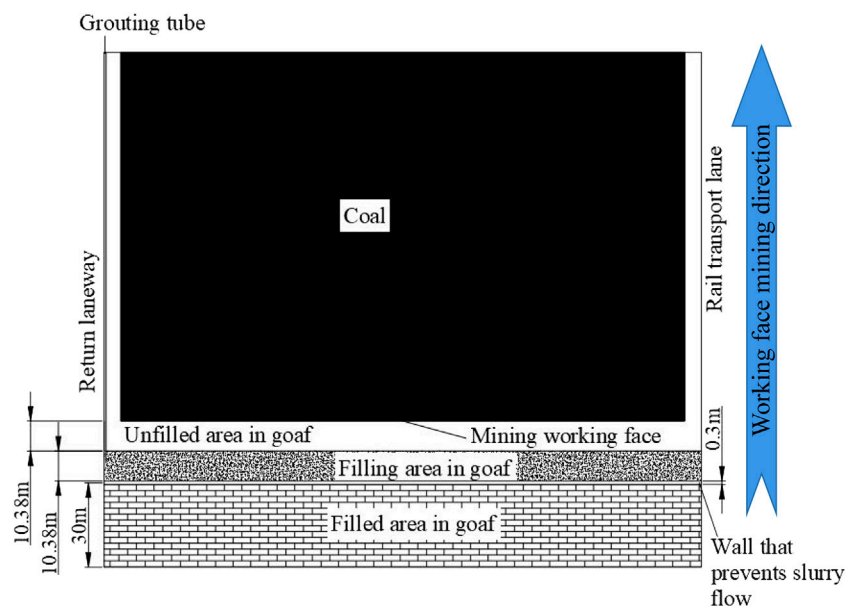 Grouting tube
Coal
Return laneway
Rail transport lane
Working face mining direction
Unfilled area in goaf
Mining working face
0.3m
Filling area in goaf
10.38m
10.38m
30m
Filled area in goaf
Wall that
prevents slurry
flow